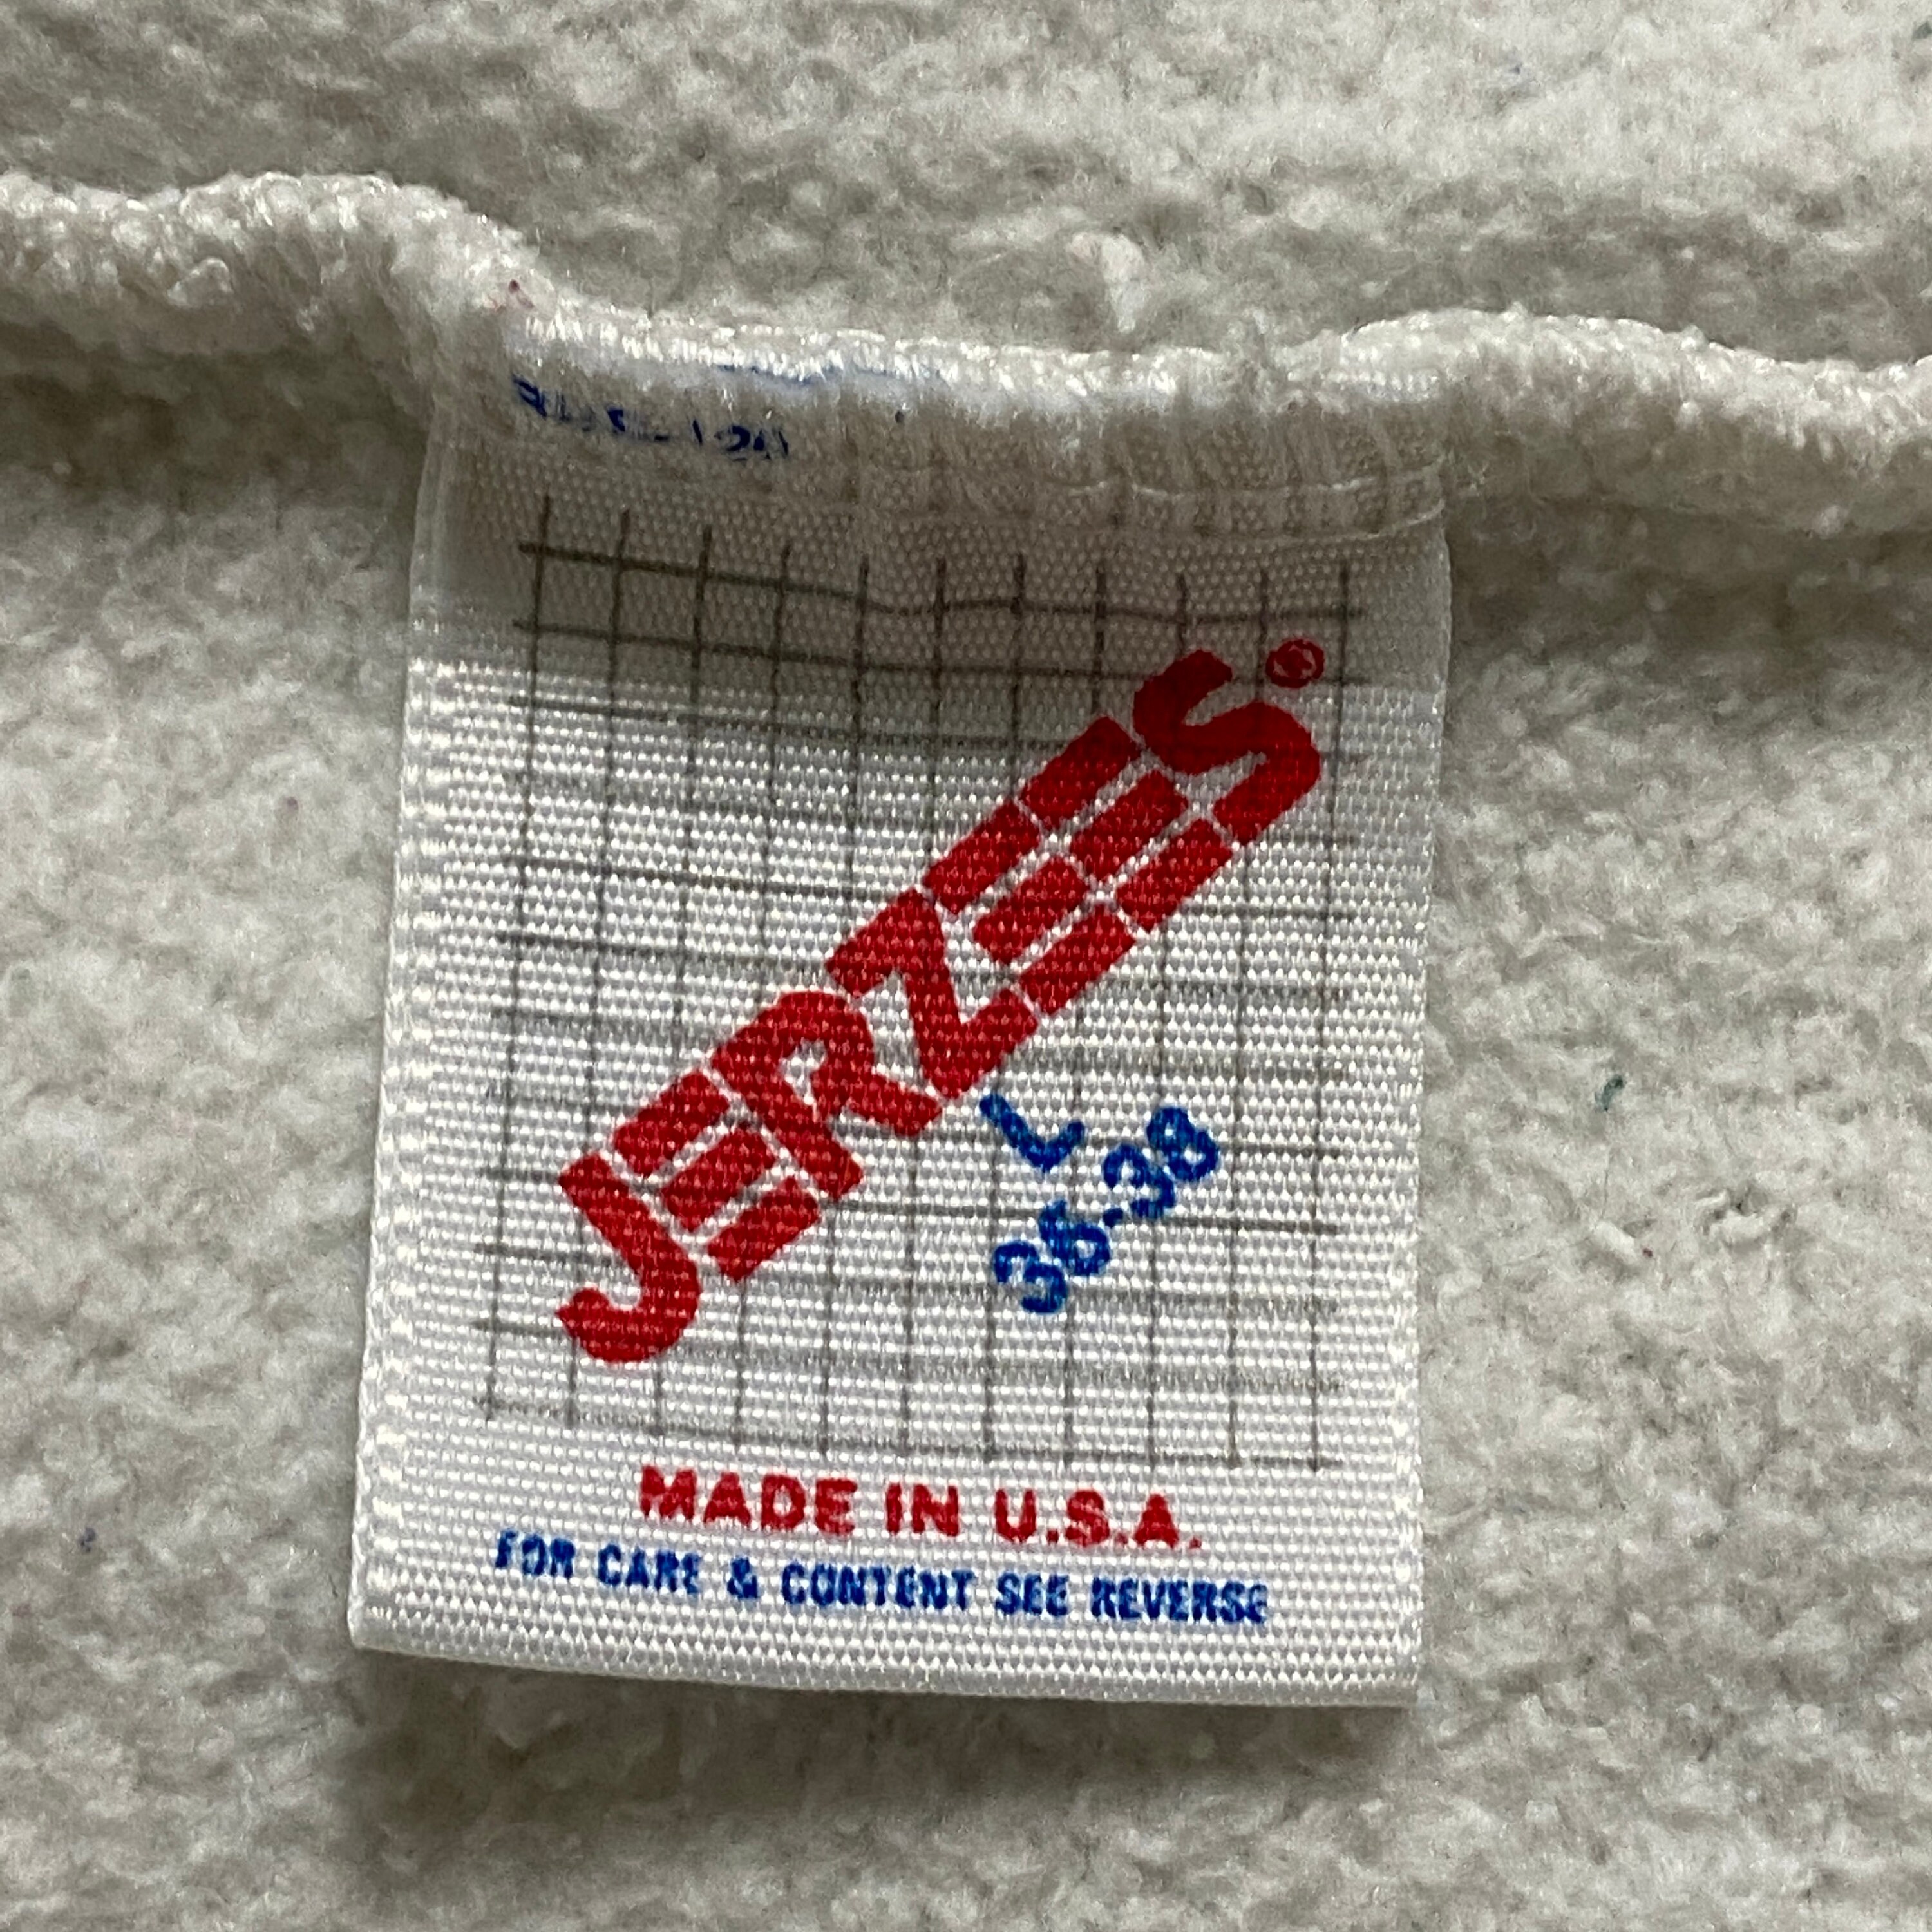 JERZEES®
L
36-38
MADE IN U.S.A.
FOR CARE & CONTENT SEE REVERSE